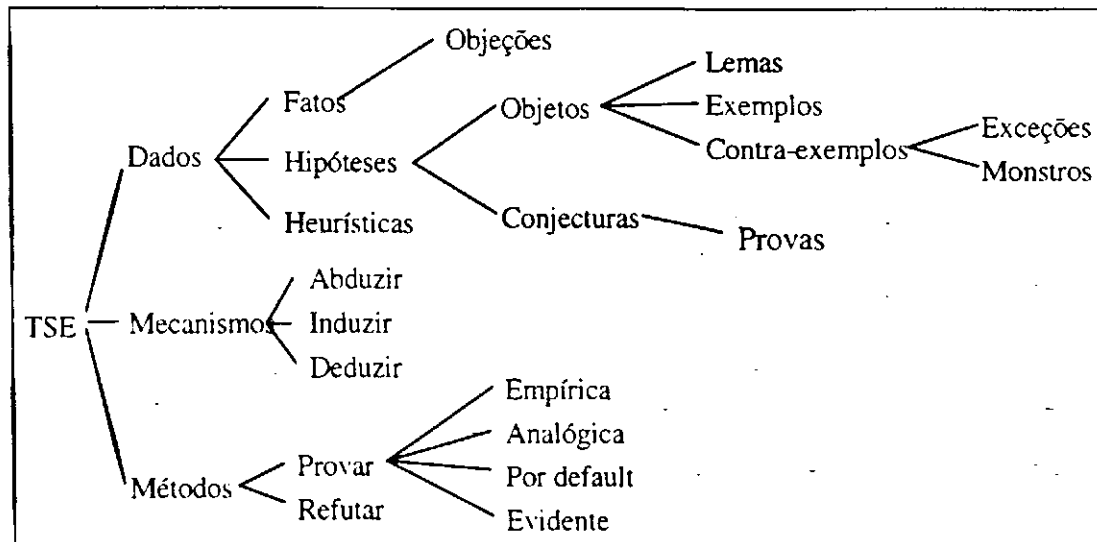 Objeções
Fatos
Lemas
Objetos
Exemplos
Exceções
Dados
Hipóteses
Contra-exemplos
Monstros
Heurísticas
Conjecturas
Provas
Abduzir
TSE
Mecanismos
Induzir
Deduzir
Empírica
Analógica
Provar
Por default
Métodos
Refutar
Evidente